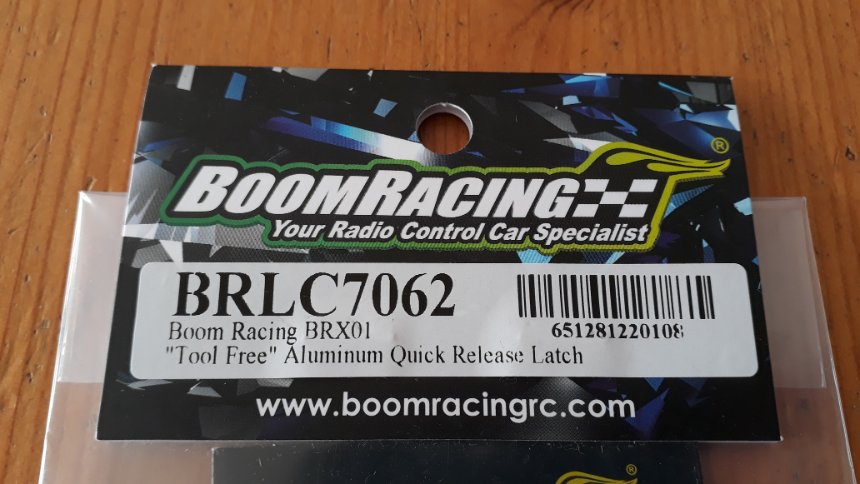 ®
BOOMRACING
Your Radio Control Car Specialist
BRLC7062
651281220108
Boom Racing BRX01
"Tool Free" Aluminum Quick Release Latch
www.boomracingrc.com
®